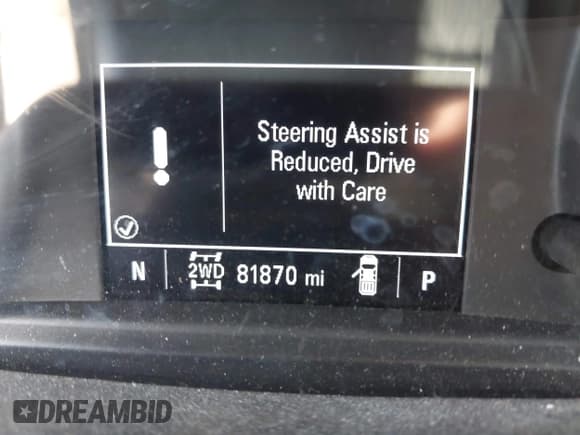 Steering Assist is
Reduced, Drive
with Care
N 2WD 81870 mi P
DREAMBID